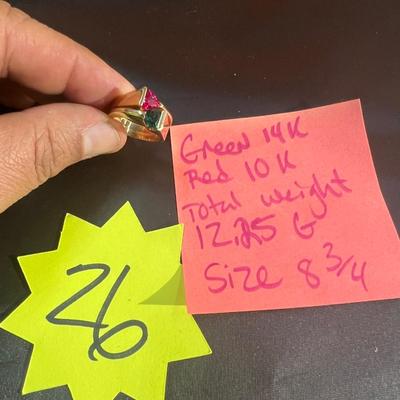 Green 14K
Red 10K
Total weight
12.25 G
Size 8 3/4
26